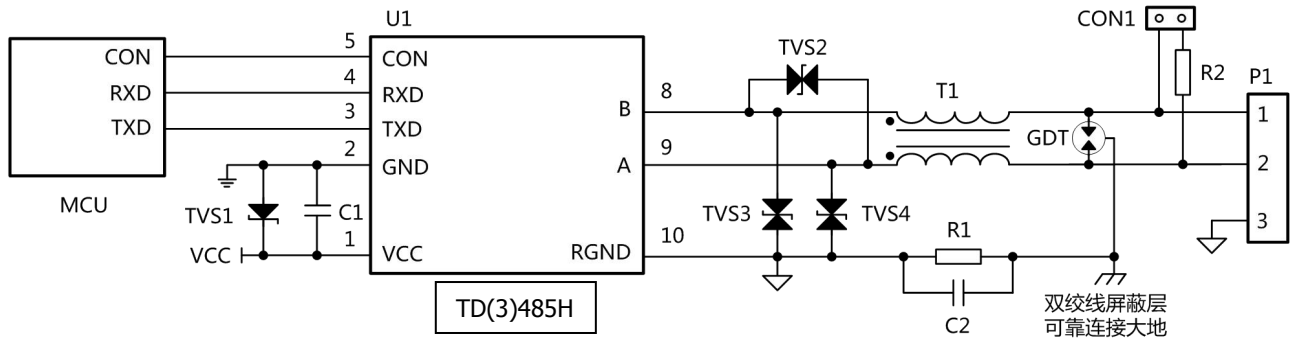 U1
CON1
TVS2
MCU
CON
RXD
TXD
5
4
3
2
1
CON
RXD
TXD
GND
VCC
B
A
RGND
8
9
10
T1
R2
P1
1
2
3
GDT
TVS1
C1
VCC
TVS3
TVS4
R1
C2
TD(3)485H
双绞线屏蔽层
可靠连接大地